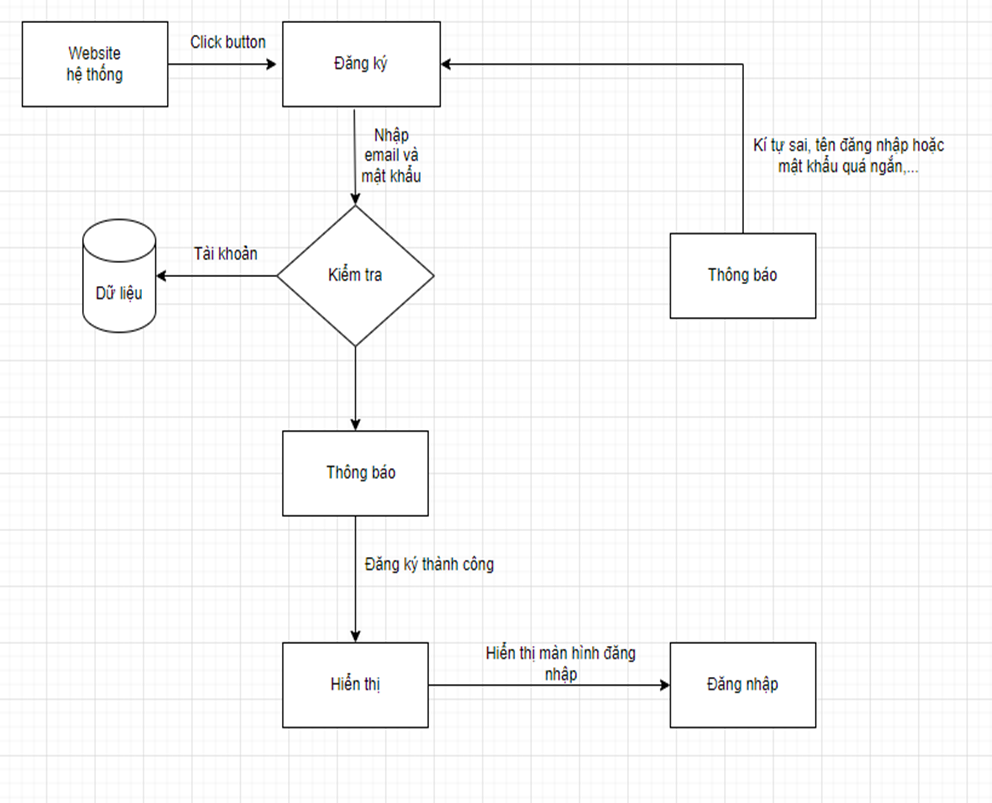 Website
hệ thống
Click button
Đăng ký
Nhập
email và
mật khẩu
Kí tự sai, tên đăng nhập hoặc
mật khẩu quá ngắn,...
Tài khoản
Dữ liệu
Kiểm tra
Thông báo
Thông báo
Đăng ký thành công
Hiển thị
Hiển thị màn hình đăng
nhập
Đăng nhập